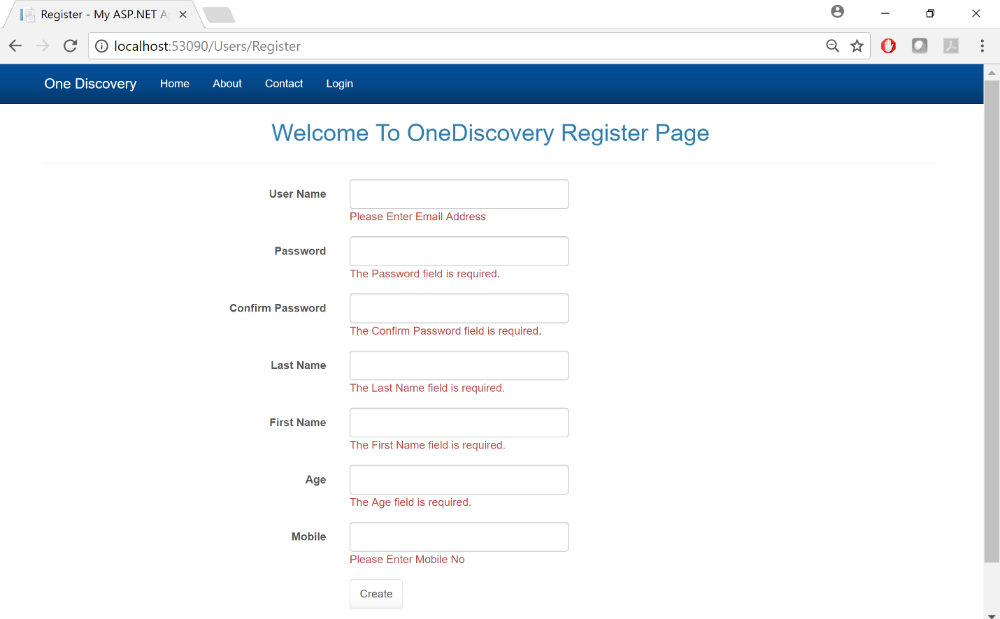 Register - My ASP.NET A
localhost:53090/Users/Register
One Discovery Home About Contact Login
Welcome To OneDiscovery Register Page
User Name
Please Enter Email Address
Password
The Password field is required.
Confirm Password
The Confirm Password field is required.
Last Name
The Last Name field is required.
First Name
The First Name field is required.
Age
The Age field is required.
Mobile
Please Enter Mobile No
Create